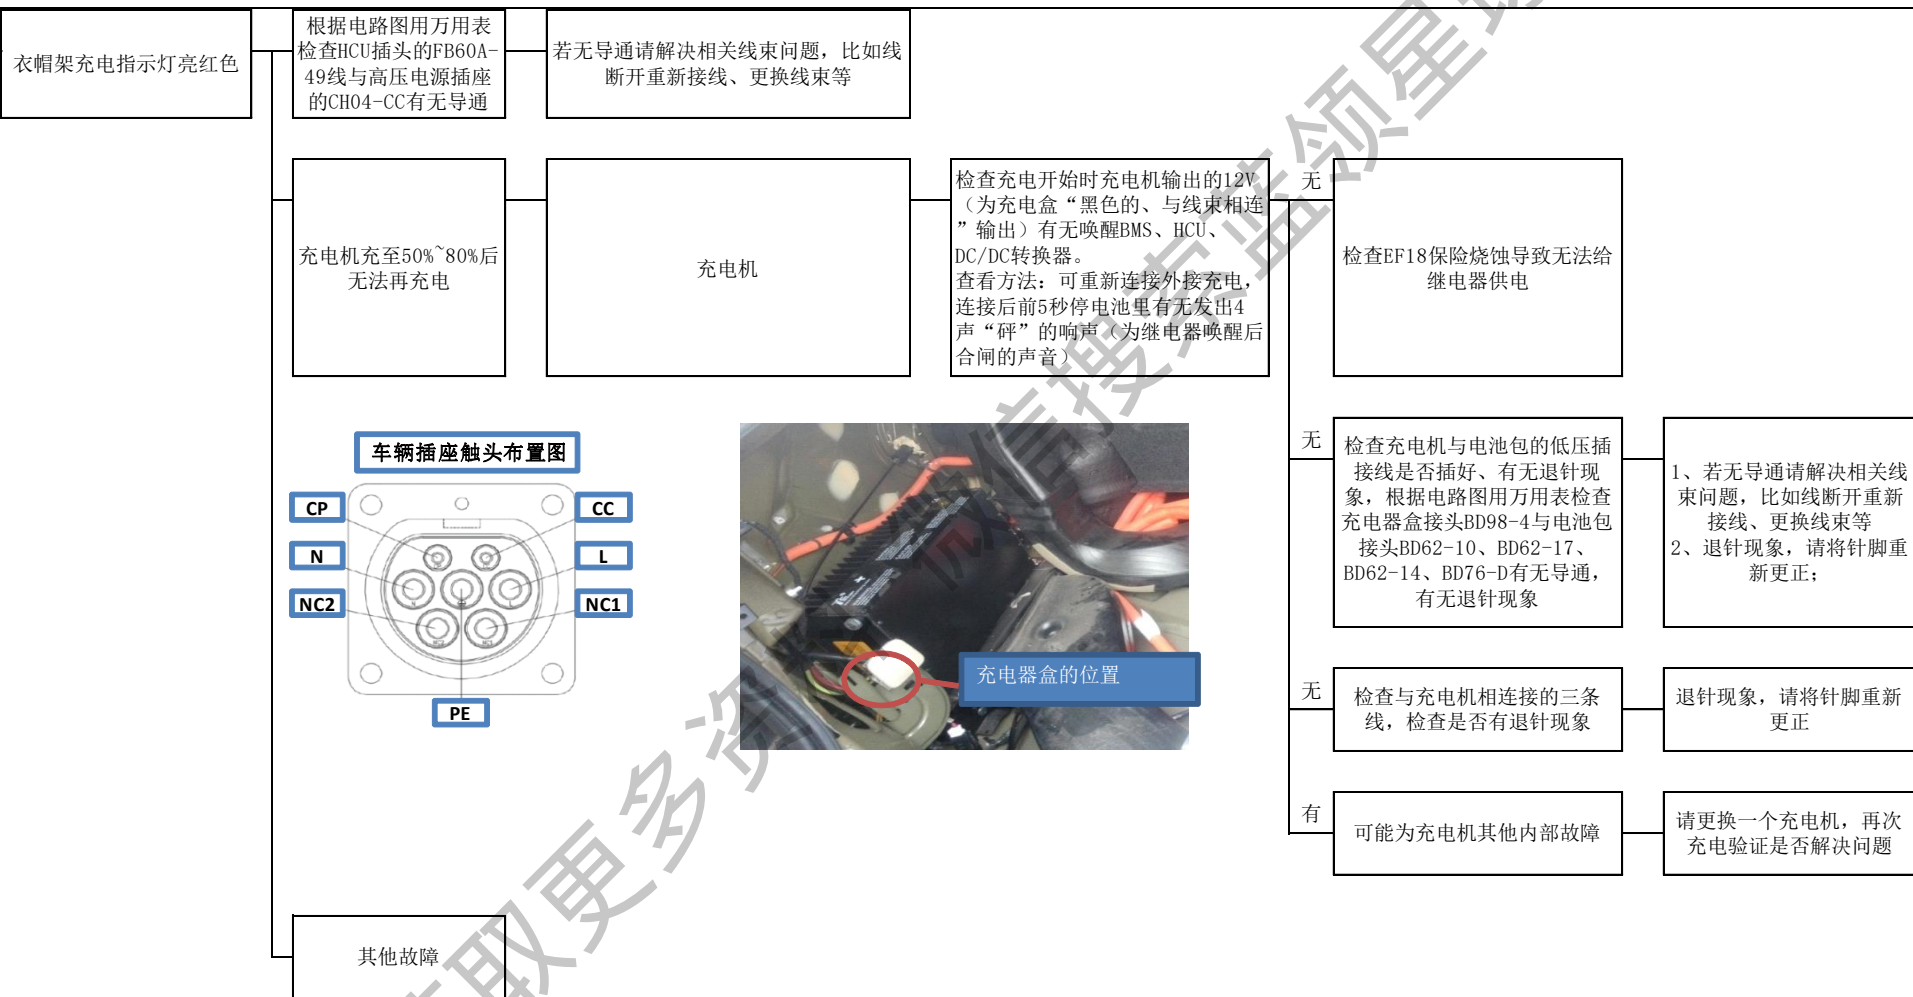 衣帽架充电指示灯亮红色
根据电路图用万用表
检查HCU插头的FB60A-
49线与高压电源插座
的CH04-CC有无导通
若无导通请解决相关线束问题，比如线
断开重新接线、更换线束等
充电机充至50%~80%后
无法再充电
充电机
检查充电开始时充电机输出的12V
（为充电盒“黑色的、与线束相连
”输出）有无唤醒BMS、HCU、
DC/DC转换器。
查看方法：可重新连接外接充电，
连接后前5秒停电池里有无发出4
声“砰”的响声（为继电器唤醒后
合闸的声音）
无
检查EF18保险烧蚀导致无法给
继电器供电
无
检查充电机与电池包的低压插
接线是否插好、有无退针现
象，根据电路图用万用表检查
充电器盒接头BD98-4与电池包
接头BD62-10、BD62-17、
BD62-14、BD76-D有无导通，
有无退针现象
1、若无导通请解决相关线
束问题，比如线断开重新
接线、更换线束等
2、退针现象，请将针脚重
新更正；
无
检查与充电机相连接的三条
线，检查是否有退针现象
退针现象，请将针脚重新
更正
有
可能为充电机其他内部故障
请更换一个充电机，再次
充电验证是否解决问题
车辆插座触头布置图
CP
CC
N
L
NC2
NC1
PE
充电器盒的位置
其他故障
取更多资
微信搜索蓝领星球